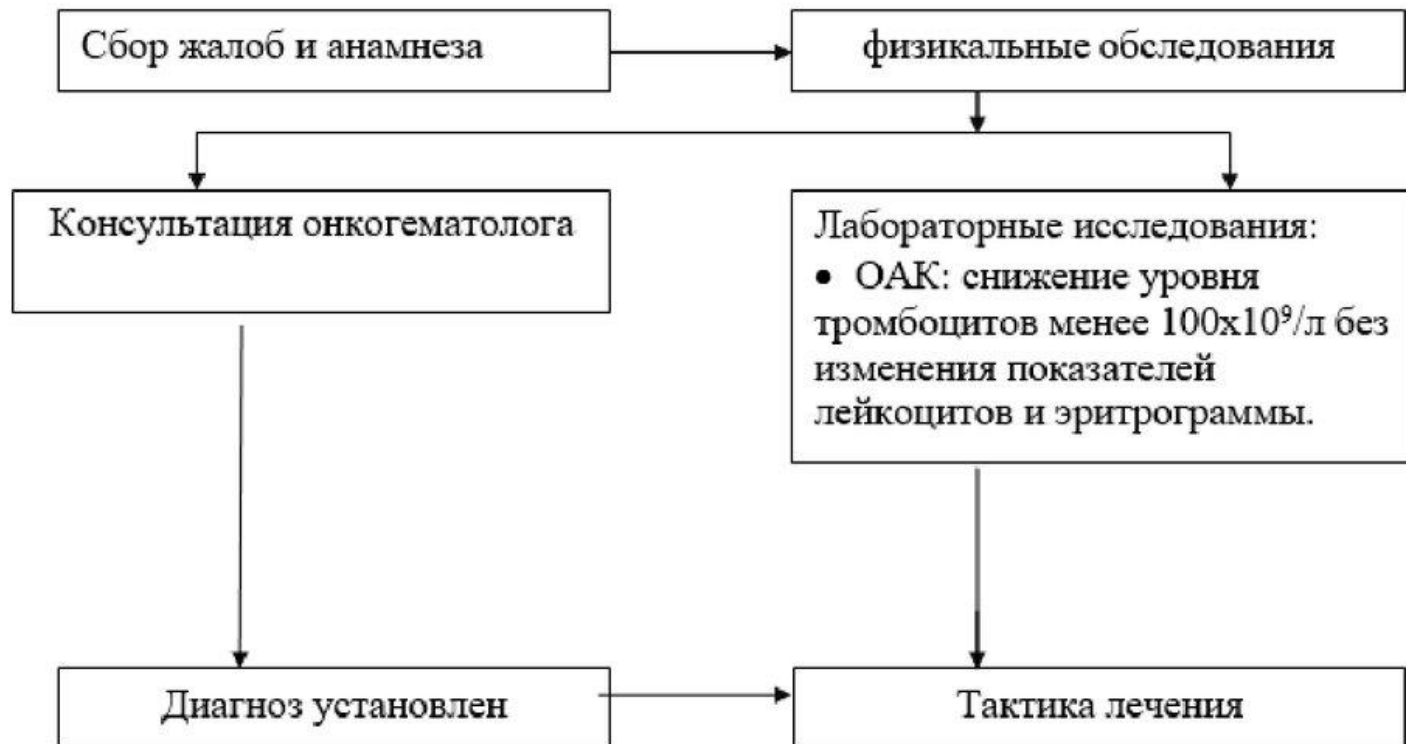 Сбор жалоб и анамнеза
физикальные обследования
Консультация онкогематолога
Лабораторные исследования:
• ОАК: снижение уровня
тромбоцитов менее 100х10⁹/л без
изменения показателей
лейкоцитов и эритрограммы.
Диагноз установлен
Тактика лечения